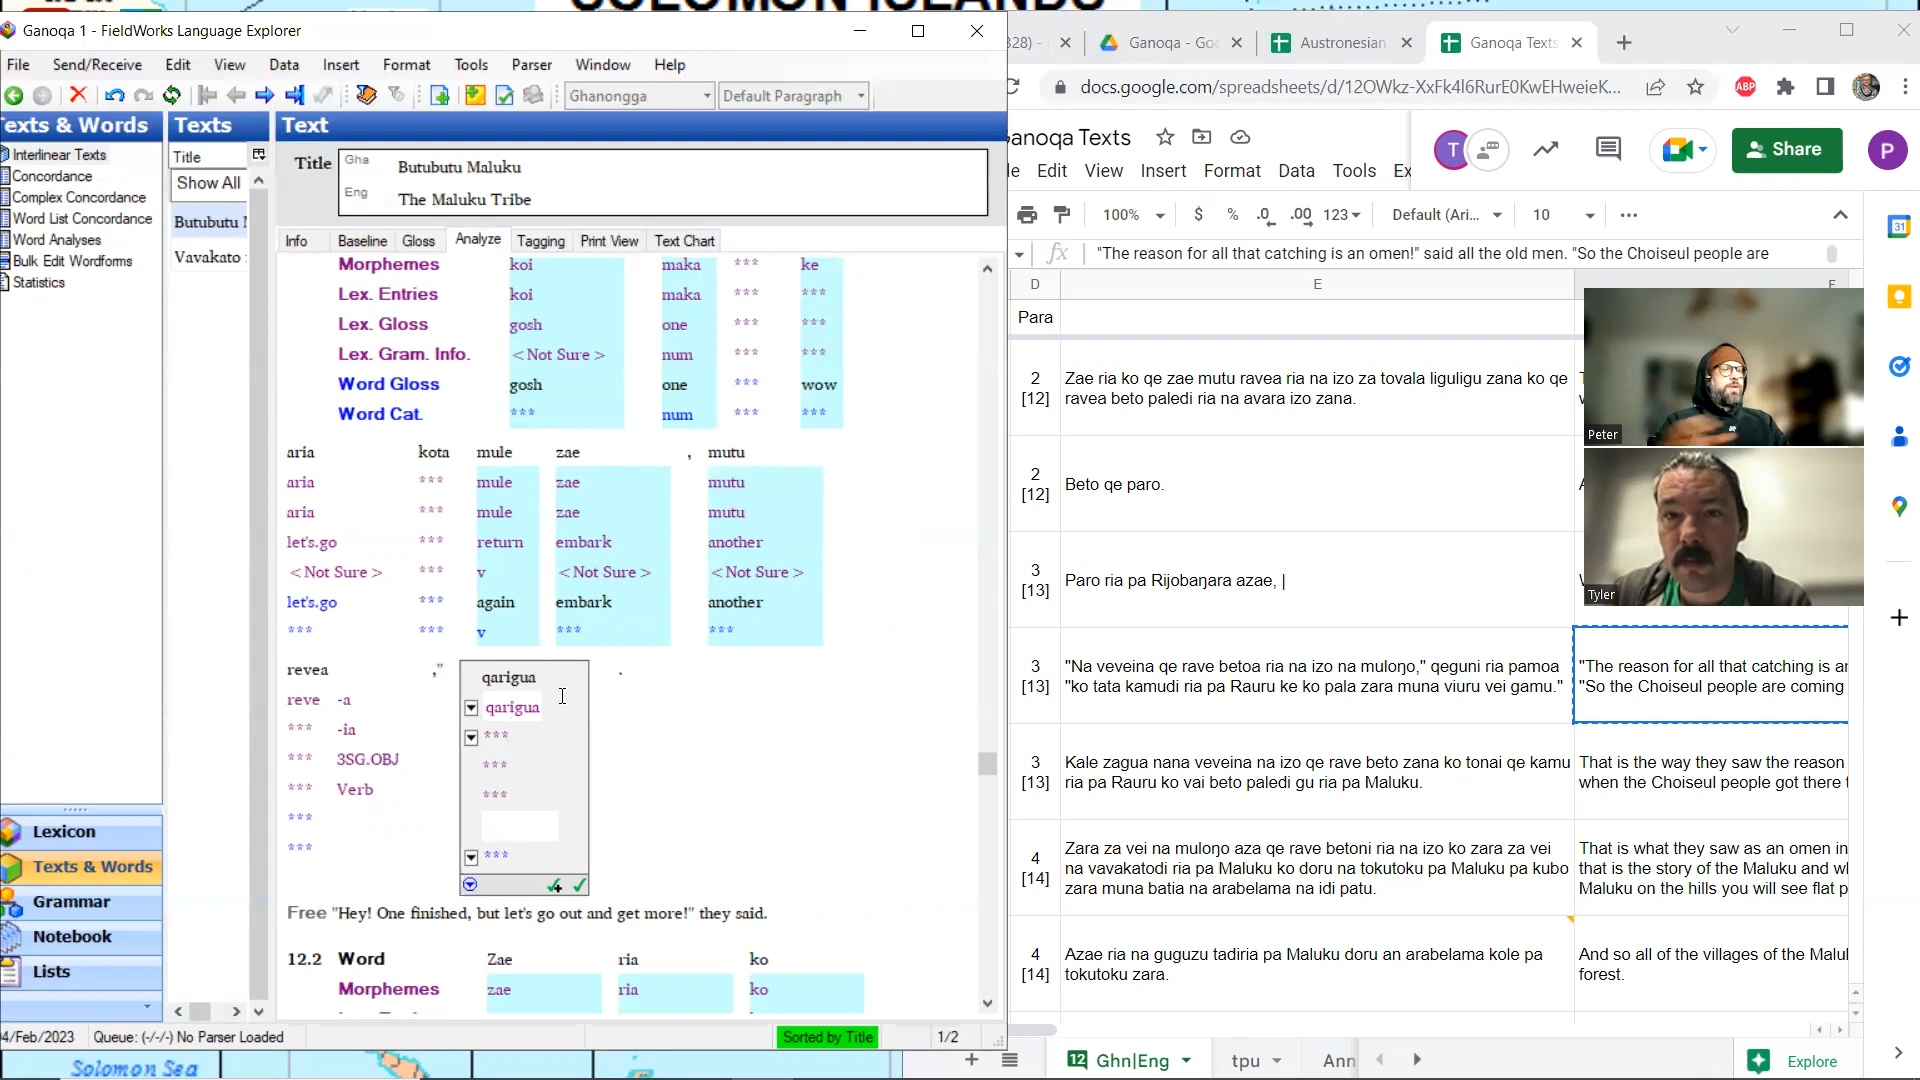 SOLOMON ISLANDS
Ganoqa 1 - FieldWorks Language Explorer
File Send/Receive Edit View Data Insert Format Tools Parser Window Help
Ghanongga Default Paragraph
Texts & Words
Interlinear Texts
Concordance
Complex Concordance
Word List Concordance
Word Analyses
Bulk Edit Wordforms
Statistics
Lexicon
Texts & Words
Grammar
Notebook
Lists
Texts
Title
Show All
Butubutu
Vavakato
Text
Title Gha Butubutu Maluku
Eng The Maluku Tribe
Info Baseline Gloss Analyze Tagging Print View Text Chart
Morphemes koi maka *** ke
Lex. Entries koi maka *** ***
Lex. Gloss gosh one *** ***
Lex. Gram. Info. <Not Sure> num *** ***
Word Gloss gosh one *** wow
Word Cat. *** num *** ***
aria kota mule zae , mutu
aria *** mule zae mutu
aria *** mule zae mutu
let's.go *** return embark another
<Not Sure> *** v <Not Sure> <Not Sure>
let's.go *** again embark another
*** *** v *** ***
revea ," qarigua .
reve -a qarigua
*** -ia ***
*** 3SG.OBJ ***
*** Verb ***
***
*** ***
Free "Hey! One finished, but let's go out and get more!" they said.
12.2 Word Zae ria ko
Morphemes zae ria ko
04/Feb/2023 Queue: (-/-/-) No Parser Loaded Sorted by Title 1/2
Solomon Sea
328) - Ganoqa - Goo Austronesian Ganoqa Texts
docs.google.com/spreadsheets/d/12OWkz-XxFk4l6RurE0KwEHweieK...
ABP
Ganoqa Texts
T Share P
Edit View Insert Format Data Tools Ex
100% $ % .0 .00 123 Default (Ari... 10
fx "The reason for all that catching is an omen!" said all the old men. "So the Choiseul people are
D E F
Para
2 [12] Zae ria ko qe zae mutu ravea ria na izo za tovala liguligu zana ko qe
ravea beto paledi ria na avara izo zana.
2 [12] Beto qe paro.
3 [13] Paro ria pa Rijobaŋara azae, |
3 [13] "Na veveina qe rave betoa ria na izo na muloŋo," qeguni ria pamoa
"ko tata kamudi ria pa Rauru ke ko pala zara muna viuru vei gamu."
"The reason for all that catching is an
"So the Choiseul people are coming
3 [13] Kale zagua nana veveina na izo qe rave beto zana ko tonai qe kamu
ria pa Rauru ko vai beto paledi gu ria pa Maluku.
That is the way they saw the reason
when the Choiseul people got there
4 [14] Zara za vei na muloŋo aza qe rave betoni ria na izo ko zara za vei
na vavakatodi ria pa Maluku ko doru na tokutoku pa Maluku pa kubo
zara muna batia na arabelama na idi patu.
That is what they saw as an omen in
that is the story of the Maluku and
Maluku on the hills you will see flat
4 [14] Azae ria na guguzu tadiria pa Maluku doru an arabelama kole pa
tokutoku zara.
And so all of the villages of the
forest.
Peter
Tyler
31
12 Ghn|Eng tpu Ann Explore